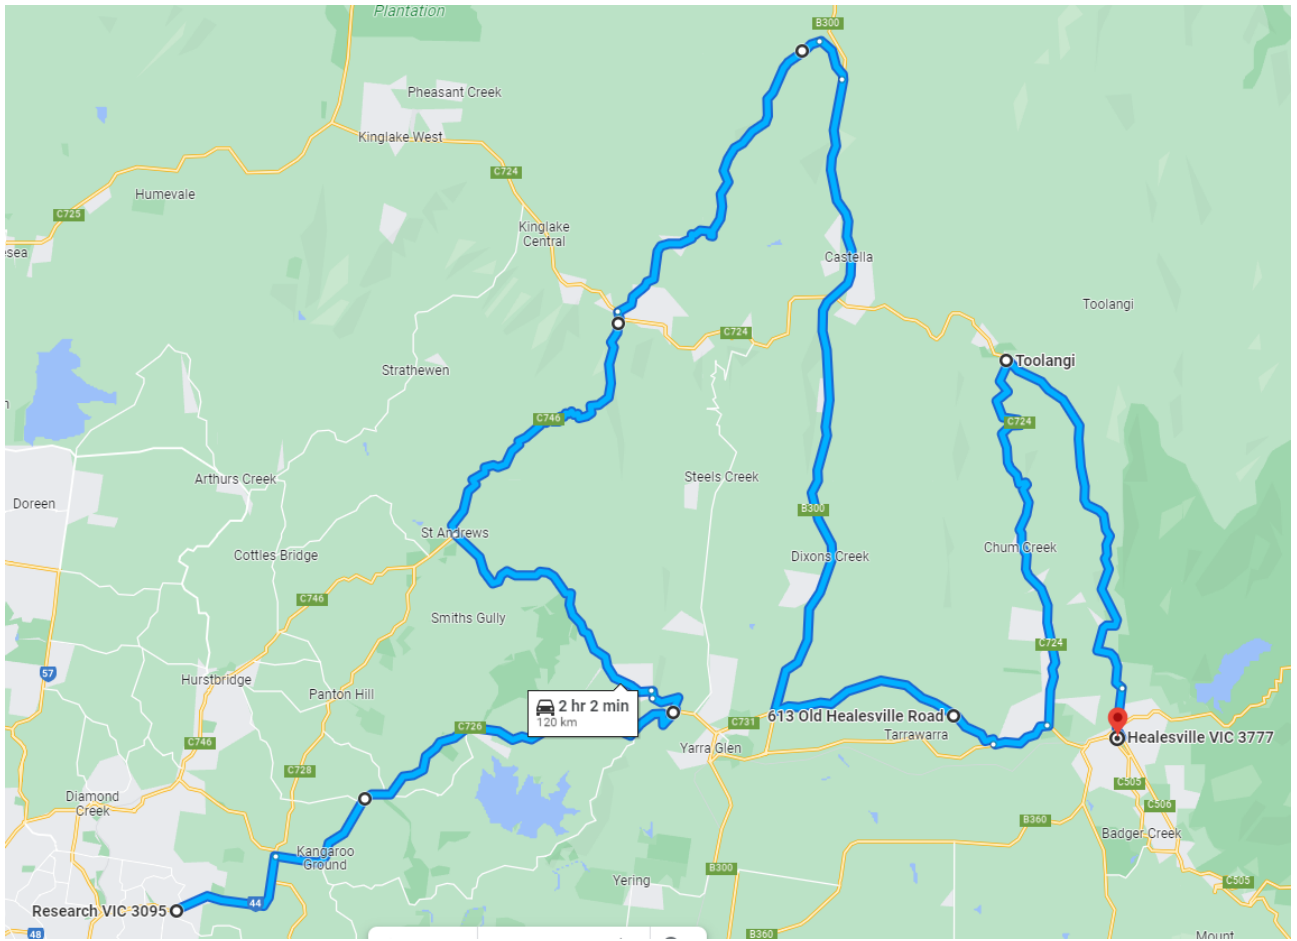 Plantation
B300
Pheasant Creek
Kinglake West
C724
Humevale
C725
Kinglake
Central
sea
Castella
Toolangi
C724
Toolangi
Strathewen
C746
C724
Steels Creek
Arthurs Creek
Doreen
B300
St Andrews
Chum Creek
Cottles Bridge
Dixons Creek
C746
Smiths Gully
C724
57
Hurstbridge
Panton Hill
2 hr 2 min
120 km
613 Old Healesville Road
C726
C731
Tarrawarra
Healesville VIC 3777
C746
Yarra Glen
C728
C505
Diamond
Creek
C506
B360
Badger Creek
Kangaroo
Ground
B300
Yering
C505
44
Research VIC 3095
48
B360
Mount